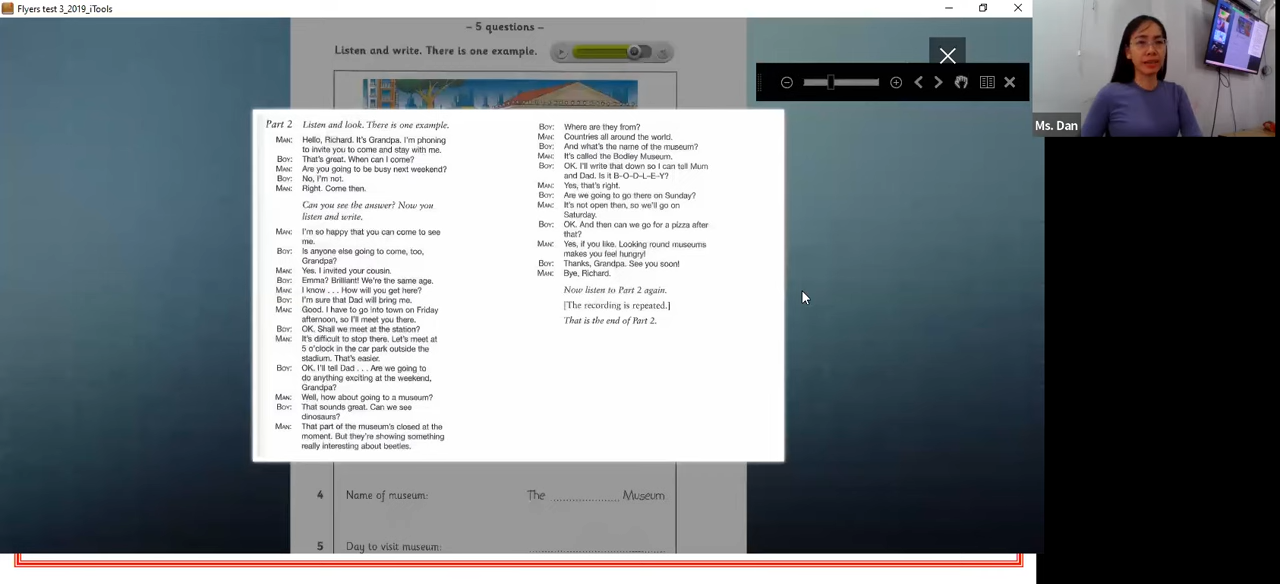 Flyers test 3_2019_iTools
– 5 questions –
Listen and write. There is one example.
Ms. Dan
Part 2 Listen and look. There is one example.
MAN: Hello, Richard. It's Grandpa. I'm phoning
to invite you to come and stay with me.
BOY: That's great. When can I come?
MAN: Are you going to be busy next weekend?
BOY: No, I'm not.
MAN: Right. Come then.
Can you see the answer? Now you
listen and write.
MAN: I'm so happy that you can come to see
me.
BOY: Is anyone else going to come, too,
Grandpa?
MAN: Yes. I invited your cousin.
BOY: Emma? Brilliant! We're the same age.
MAN: I know . . . How will you get here?
BOY: I'm sure that Dad will bring me.
MAN: Good. I have to go into town on Friday
afternoon, so I'll meet you there.
BOY: OK. Shall we meet at the station?
MAN: It's difficult to stop there. Let's meet at
5 o'clock in the car park outside the
stadium. That's easier.
BOY: OK. I'll tell Dad . . . Are we going to
do anything exciting at the weekend,
Grandpa?
MAN: Well, how about going to a museum?
BOY: That sounds great. Can we see
dinosaurs?
MAN: That part of the museum's closed at the
moment. But they're showing something
really interesting about beetles.
BOY: Where are they from?
MAN: Countries all around the world.
BOY: And what's the name of the museum?
MAN: It's called the Bodley Museum.
BOY: OK. I'll write that down so I can tell Mum
and Dad. Is it B–O–D–L–E–Y?
MAN: Yes, that's right.
BOY: Are we going to go there on Sunday?
MAN: It's not open then, so we'll go on
Saturday.
BOY: OK. And then can we go for a pizza after
that?
MAN: Yes, if you like. Looking round museums
makes you feel hungry!
BOY: Thanks, Grandpa. See you soon!
MAN: Bye, Richard.
Now listen to Part 2 again.
[The recording is repeated.]
That is the end of Part 2.
4 Name of museum: The .................... Museum
5 Day to visit museum: ....................................